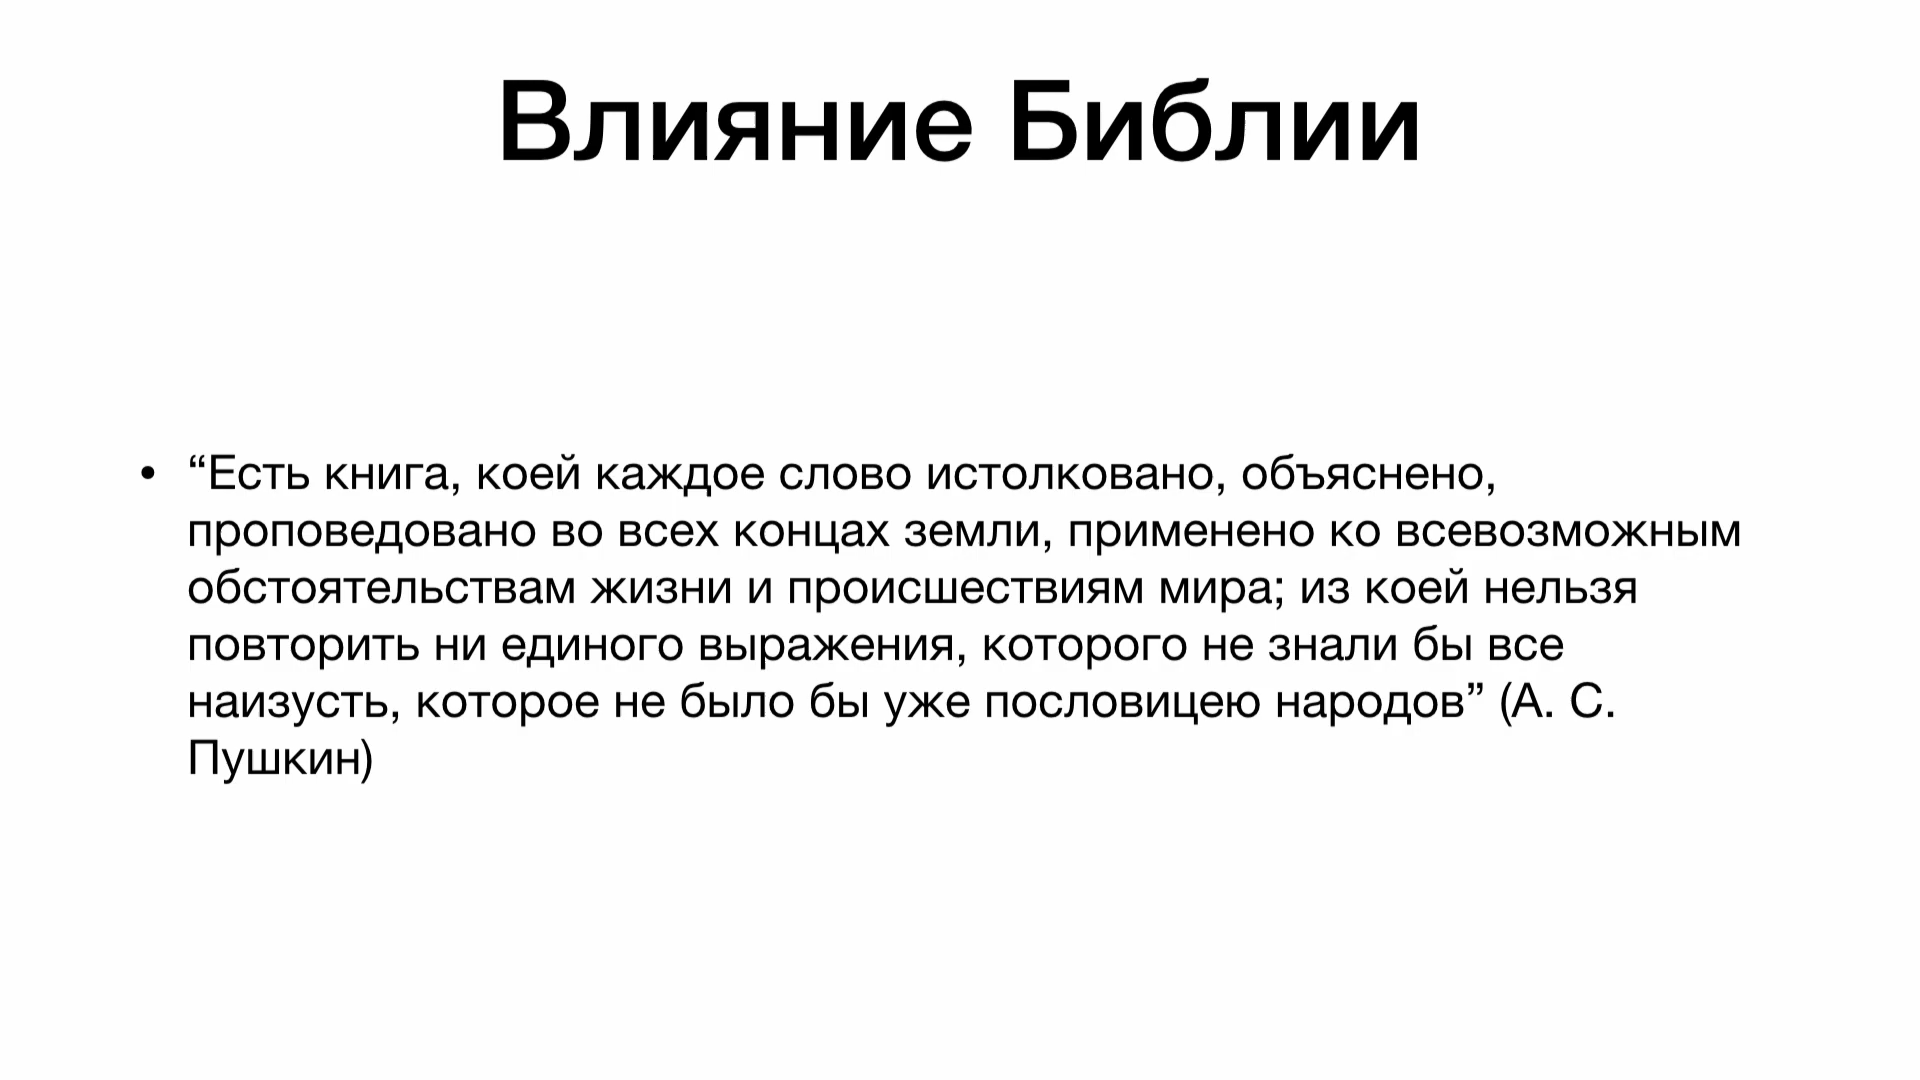 Влияние Библии
• “Есть книга, коей каждое слово истолковано, объяснено,
проповедовано во всех концах земли, применено ко всевозможным
обстоятельствам жизни и происшествиям мира; из коей нельзя
повторить ни единого выражения, которого не знали бы все
наизусть, которое не было бы уже пословицею народов” (А. С.
Пушкин)